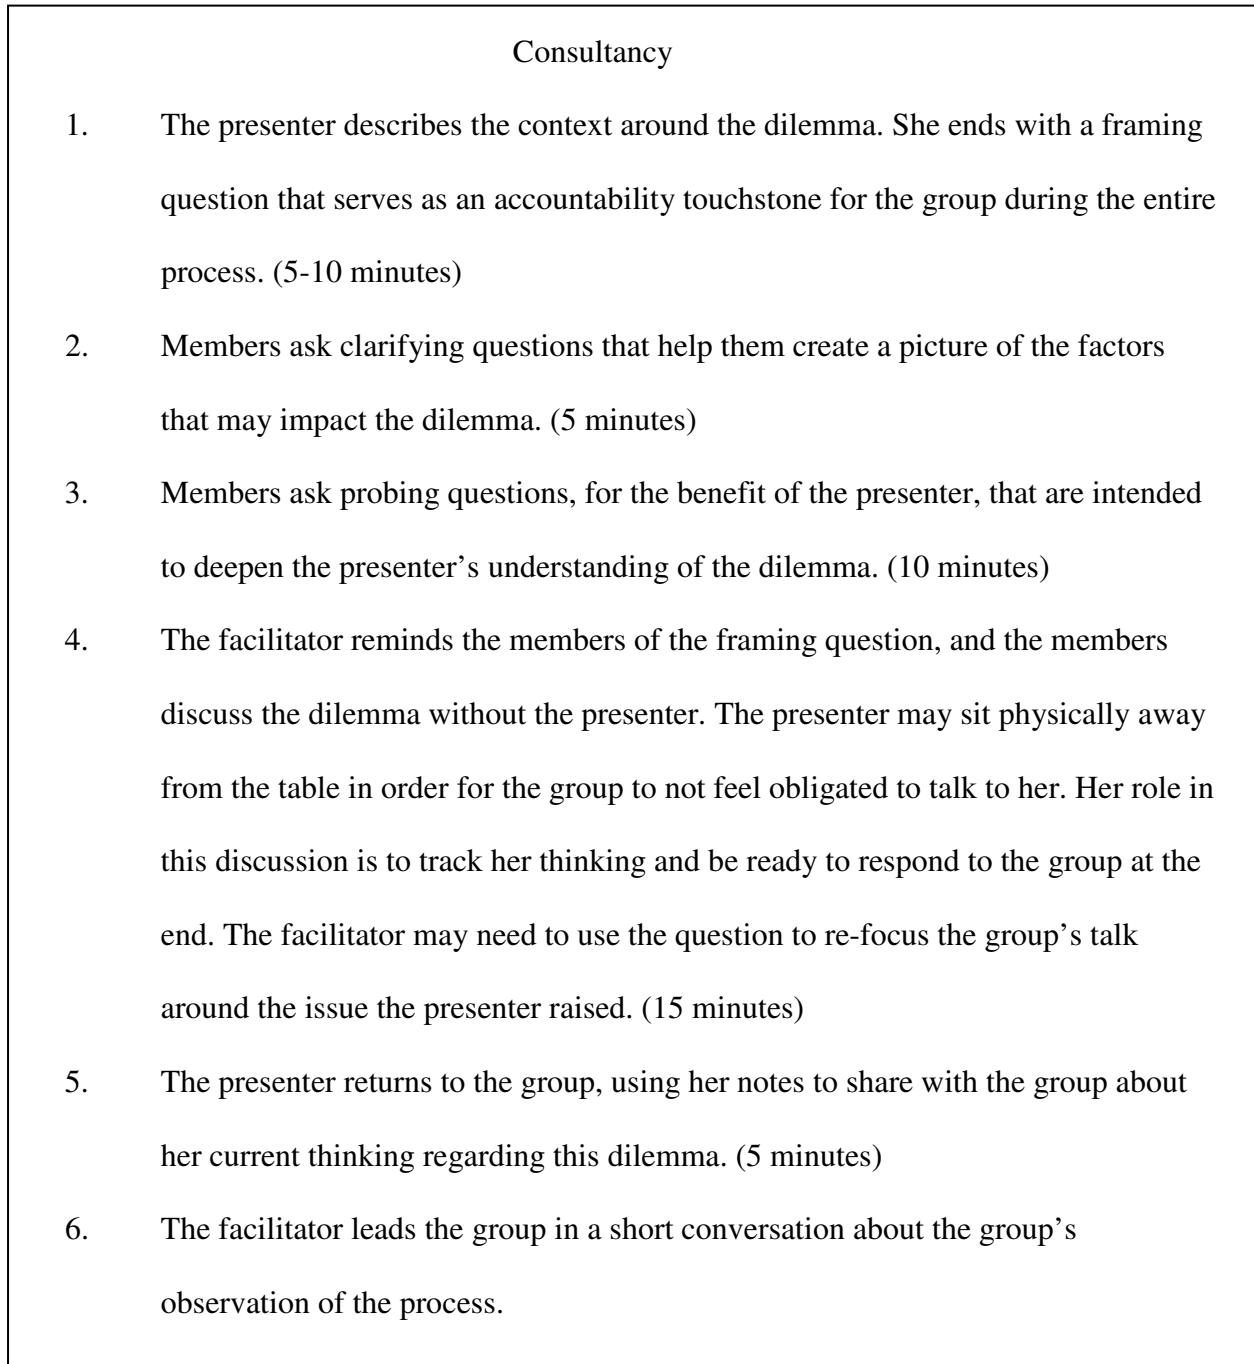 Consultancy
1. The presenter describes the context around the dilemma. She ends with a framing
question that serves as an accountability touchstone for the group during the entire
process. (5-10 minutes)
2. Members ask clarifying questions that help them create a picture of the factors
that may impact the dilemma. (5 minutes)
3. Members ask probing questions, for the benefit of the presenter, that are intended
to deepen the presenter’s understanding of the dilemma. (10 minutes)
4. The facilitator reminds the members of the framing question, and the members
discuss the dilemma without the presenter. The presenter may sit physically away
from the table in order for the group to not feel obligated to talk to her. Her role in
this discussion is to track her thinking and be ready to respond to the group at the
end. The facilitator may need to use the question to re-focus the group’s talk
around the issue the presenter raised. (15 minutes)
5. The presenter returns to the group, using her notes to share with the group about
her current thinking regarding this dilemma. (5 minutes)
6. The facilitator leads the group in a short conversation about the group’s
observation of the process.